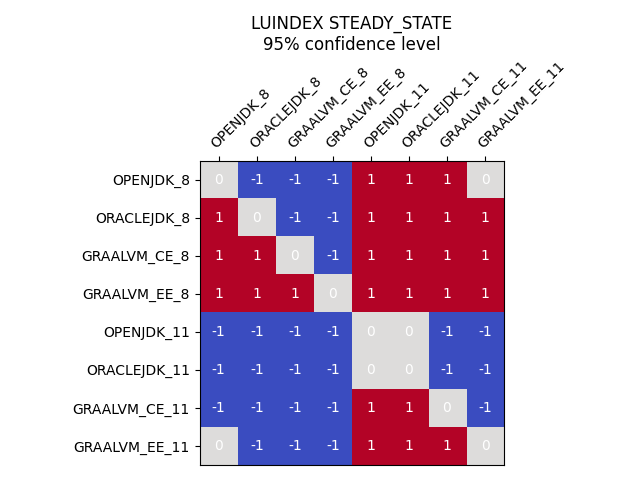 LUINDEX STEADY_STATE
95% confidence level
OPENJDK_8 ORACLEJDK_8 GRAALVM_CE_8 GRAALVM_EE_8 OPENJDK_11 ORACLEJDK_11 GRAALVM_CE_11 GRAALVM_EE_11
OPENJDK_8 0 -1 -1 -1 1 1 1 0
ORACLEJDK_8 1 0 -1 -1 1 1 1 1
GRAALVM_CE_8 1 1 0 -1 1 1 1 1
GRAALVM_EE_8 1 1 1 0 1 1 1 1
OPENJDK_11 -1 -1 -1 -1 0 0 -1 -1
ORACLEJDK_11 -1 -1 -1 -1 0 0 -1 -1
GRAALVM_CE_11 -1 -1 -1 -1 1 1 0 -1
GRAALVM_EE_11 0 -1 -1 -1 1 1 1 0